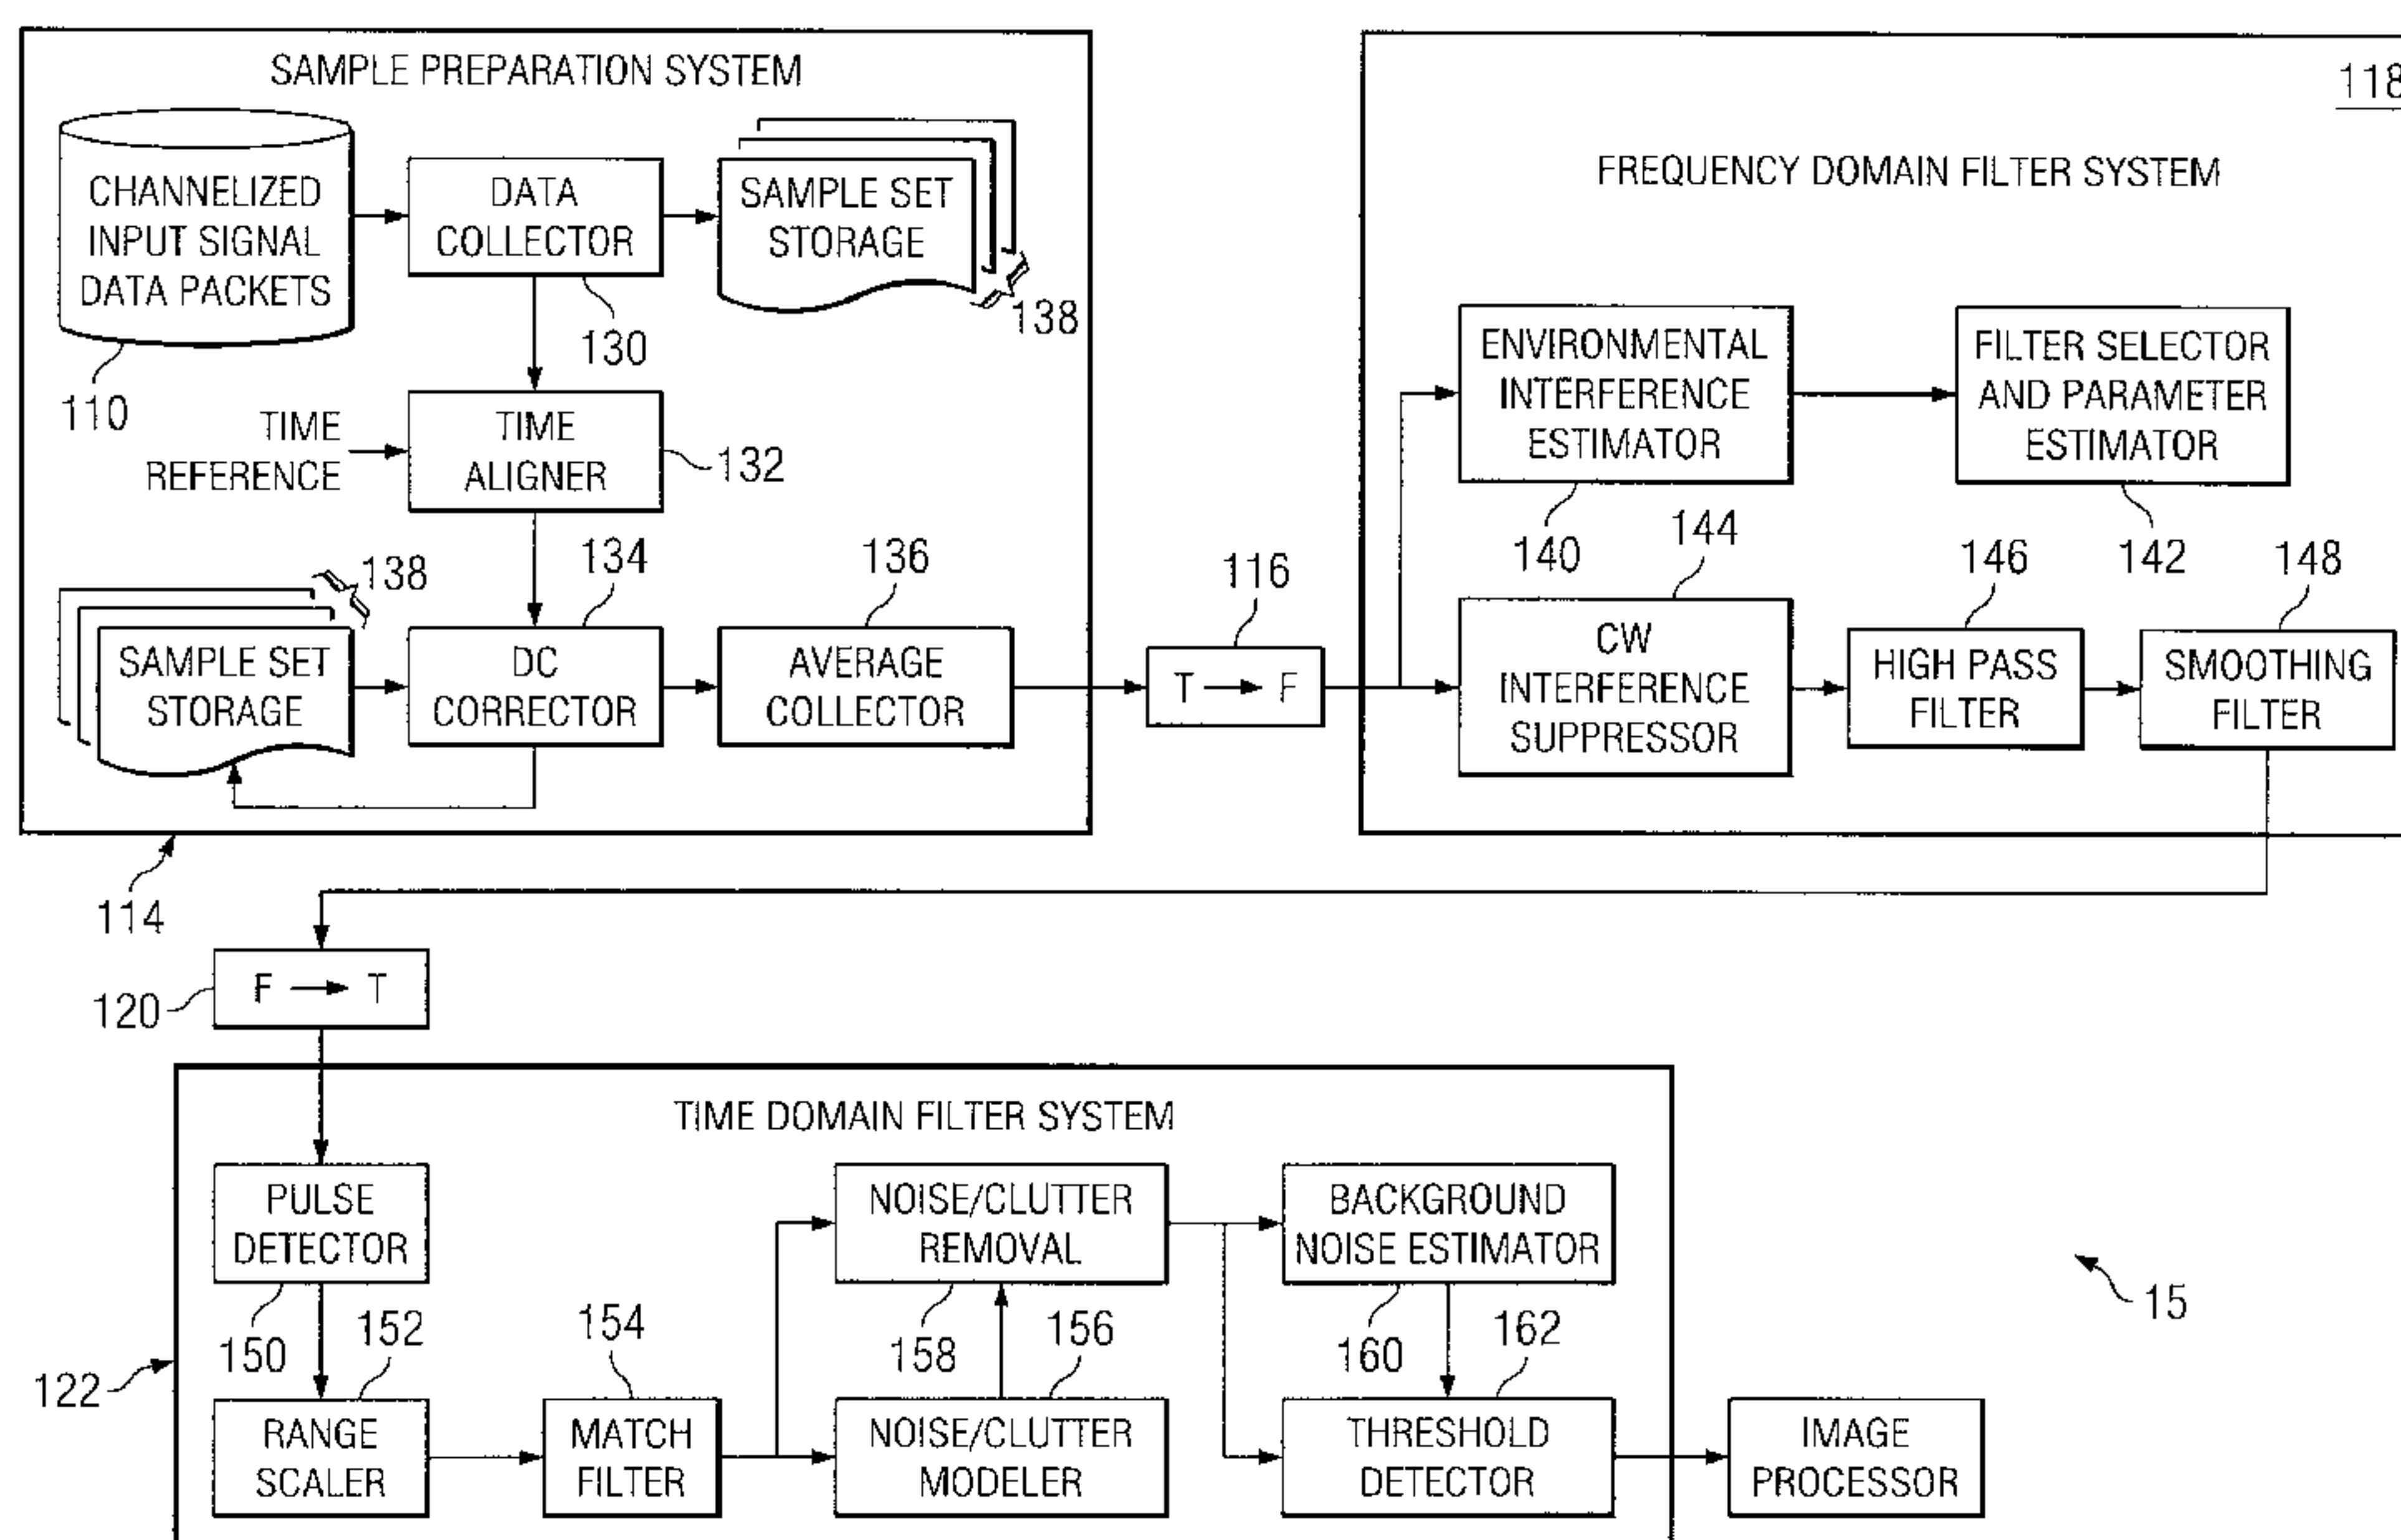 SAMPLE PREPARATION SYSTEM
CHANNELIZED
INPUT SIGNAL
DATA PACKETS
110
DATA
COLLECTOR
130
SAMPLE SET
STORAGE
138
TIME
REFERENCE
TIME
ALIGNER
132
138
SAMPLE SET
STORAGE
134
DC
CORRECTOR
136
AVERAGE
COLLECTOR
114
116
T F
118
FREQUENCY DOMAIN FILTER SYSTEM
ENVIRONMENTAL
INTERFERENCE
ESTIMATOR
140
FILTER SELECTOR
AND PARAMETER
ESTIMATOR
142
144
CW
INTERFERENCE
SUPPRESSOR
146
HIGH PASS
FILTER
148
SMOOTHING
FILTER
120
F T
TIME DOMAIN FILTER SYSTEM
122
PULSE
DETECTOR
150
152
RANGE
SCALER
154
MATCH
FILTER
NOISE/CLUTTER
REMOVAL
158
156
NOISE/CLUTTER
MODELER
BACKGROUND
NOISE ESTIMATOR
160
162
THRESHOLD
DETECTOR
IMAGE
PROCESSOR
15